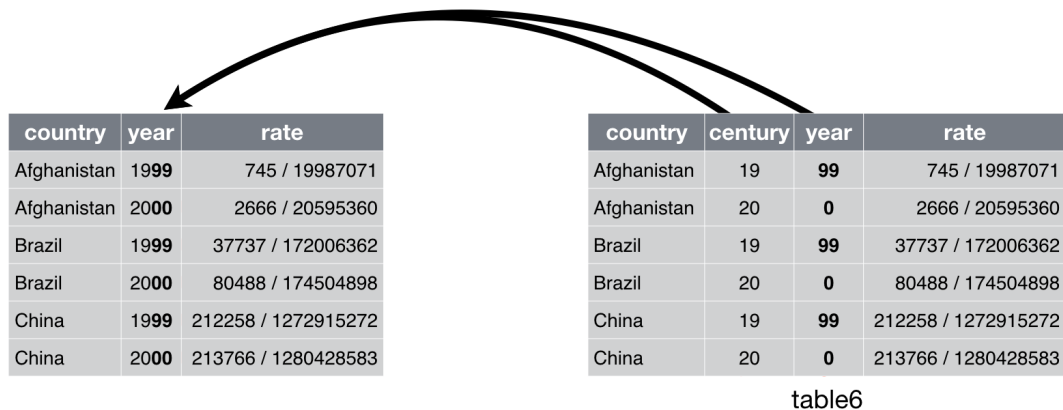 country year rate
Afghanistan 1999 745 / 19987071
Afghanistan 2000 2666 / 20595360
Brazil 1999 37737 / 172006362
Brazil 2000 80488 / 174504898
China 1999 212258 / 1272915272
China 2000 213766 / 1280428583
country century year rate
Afghanistan 19 99 745 / 19987071
Afghanistan 20 0 2666 / 20595360
Brazil 19 99 37737 / 172006362
Brazil 20 0 80488 / 174504898
China 19 99 212258 / 1272915272
China 20 0 213766 / 1280428583
table6